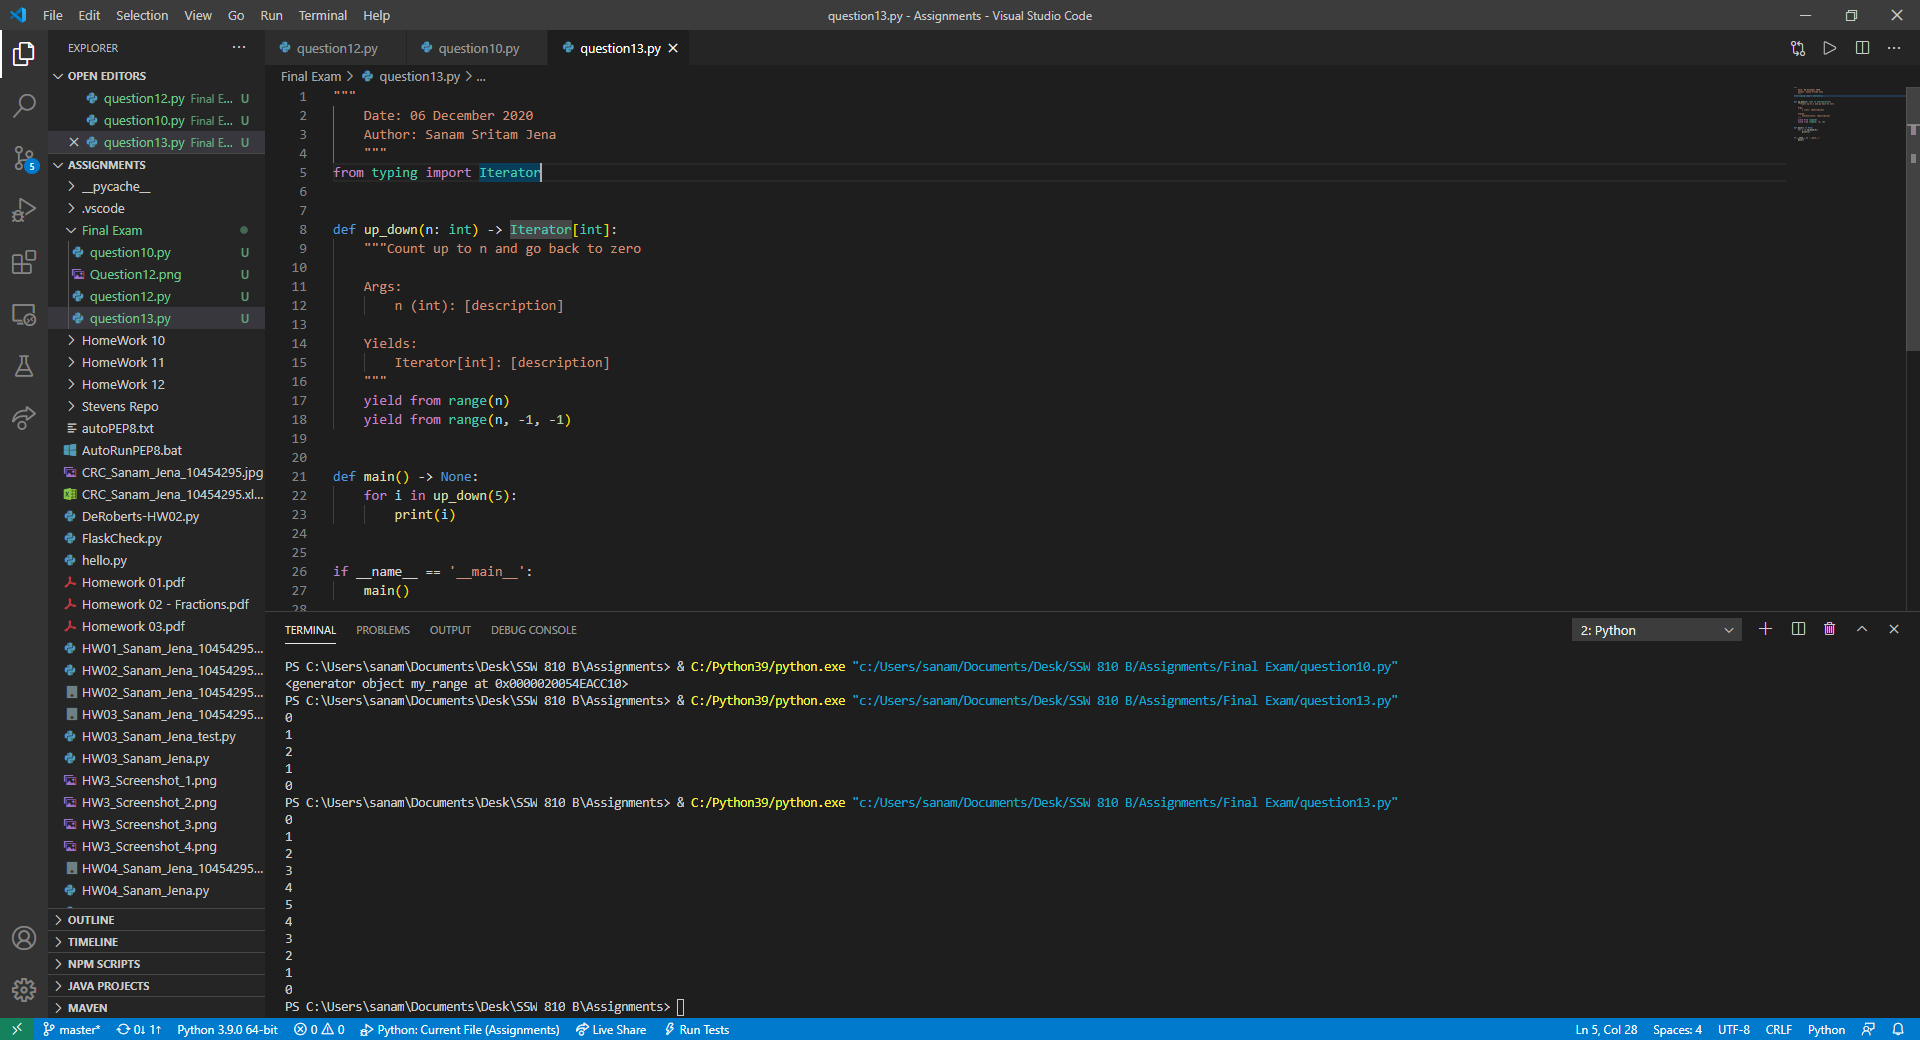 File Edit Selection View Go Run Terminal Help
question13.py - Assignments - Visual Studio Code
EXPLORER
OPEN EDITORS
question12.py Final E... U
question10.py Final E... U
question13.py Final E... U
ASSIGNMENTS
__pycache__
.vscode
Final Exam
question10.py U
Question12.png U
question12.py U
question13.py U
HomeWork 10
HomeWork 11
HomeWork 12
Stevens Repo
autoPEP8.txt
AutoRunPEP8.bat
CRC_Sanam_Jena_10454295.jpg
CRC_Sanam_Jena_10454295.xl...
DeRoberts-HW02.py
FlaskCheck.py
hello.py
Homework 01.pdf
Homework 02 - Fractions.pdf
Homework 03.pdf
HW01_Sanam_Jena_10454295...
HW02_Sanam_Jena_10454295...
HW02_Sanam_Jena_10454295...
HW03_Sanam_Jena_10454295...
HW03_Sanam_Jena_test.py
HW03_Sanam_Jena.py
HW3_Screenshot_1.png
HW3_Screenshot_2.png
HW3_Screenshot_3.png
HW3_Screenshot_4.png
HW04_Sanam_Jena_10454295...
HW04_Sanam_Jena.py
OUTLINE
TIMELINE
NPM SCRIPTS
JAVA PROJECTS
MAVEN
5
question12.py question10.py question13.py
Final Exam > question13.py > ...
1 """
2     Date: 06 December 2020
3     Author: Sanam Sritam Jena
4     """
5 from typing import Iterator
6
7
8 def up_down(n: int) -> Iterator[int]:
9     """Count up to n and go back to zero
10
11     Args:
12         n (int): [description]
13
14     Yields:
15         Iterator[int]: [description]
16     """
17     yield from range(n)
18     yield from range(n, -1, -1)
19
20
21 def main() -> None:
22     for i in up_down(5):
23         print(i)
24
25
26 if __name__ == '__main__':
27     main()
28
TERMINAL PROBLEMS OUTPUT DEBUG CONSOLE
2: Python
PS C:\Users\sanam\Documents\Desk\SSW 810 B\Assignments> & C:/Python39/python.exe "c:/Users/sanam/Documents/Desk/SSW 810 B/Assignments/Final Exam/question10.py"
<generator object my_range at 0x0000020054EACC10>
PS C:\Users\sanam\Documents\Desk\SSW 810 B\Assignments> & C:/Python39/python.exe "c:/Users/sanam/Documents/Desk/SSW 810 B/Assignments/Final Exam/question13.py"
0
1
2
1
0
PS C:\Users\sanam\Documents\Desk\SSW 810 B\Assignments> & C:/Python39/python.exe "c:/Users/sanam/Documents/Desk/SSW 810 B/Assignments/Final Exam/question13.py"
0
1
2
3
4
5
4
3
2
1
0
PS C:\Users\sanam\Documents\Desk\SSW 810 B\Assignments>
master* 0↓ 1↑ Python 3.9.0 64-bit 0 0 Python: Current File (Assignments) Live Share Run Tests
Ln 5, Col 28 Spaces: 4 UTF-8 CRLF Python